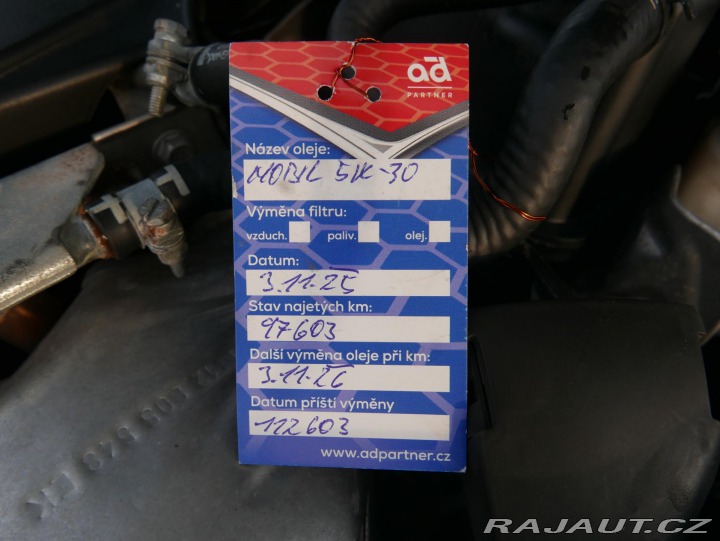 ad
PARTNER
Název oleje:
MOBIL 5W-30
Výměna filtru:
vzduch. paliv. olej.
Datum:
3.11.25
Stav najetých km:
97603
Další výměna oleje při km:
3.11.26
Datum příští výměny
112603
www.adpartner.cz
RAJAUT.CZ